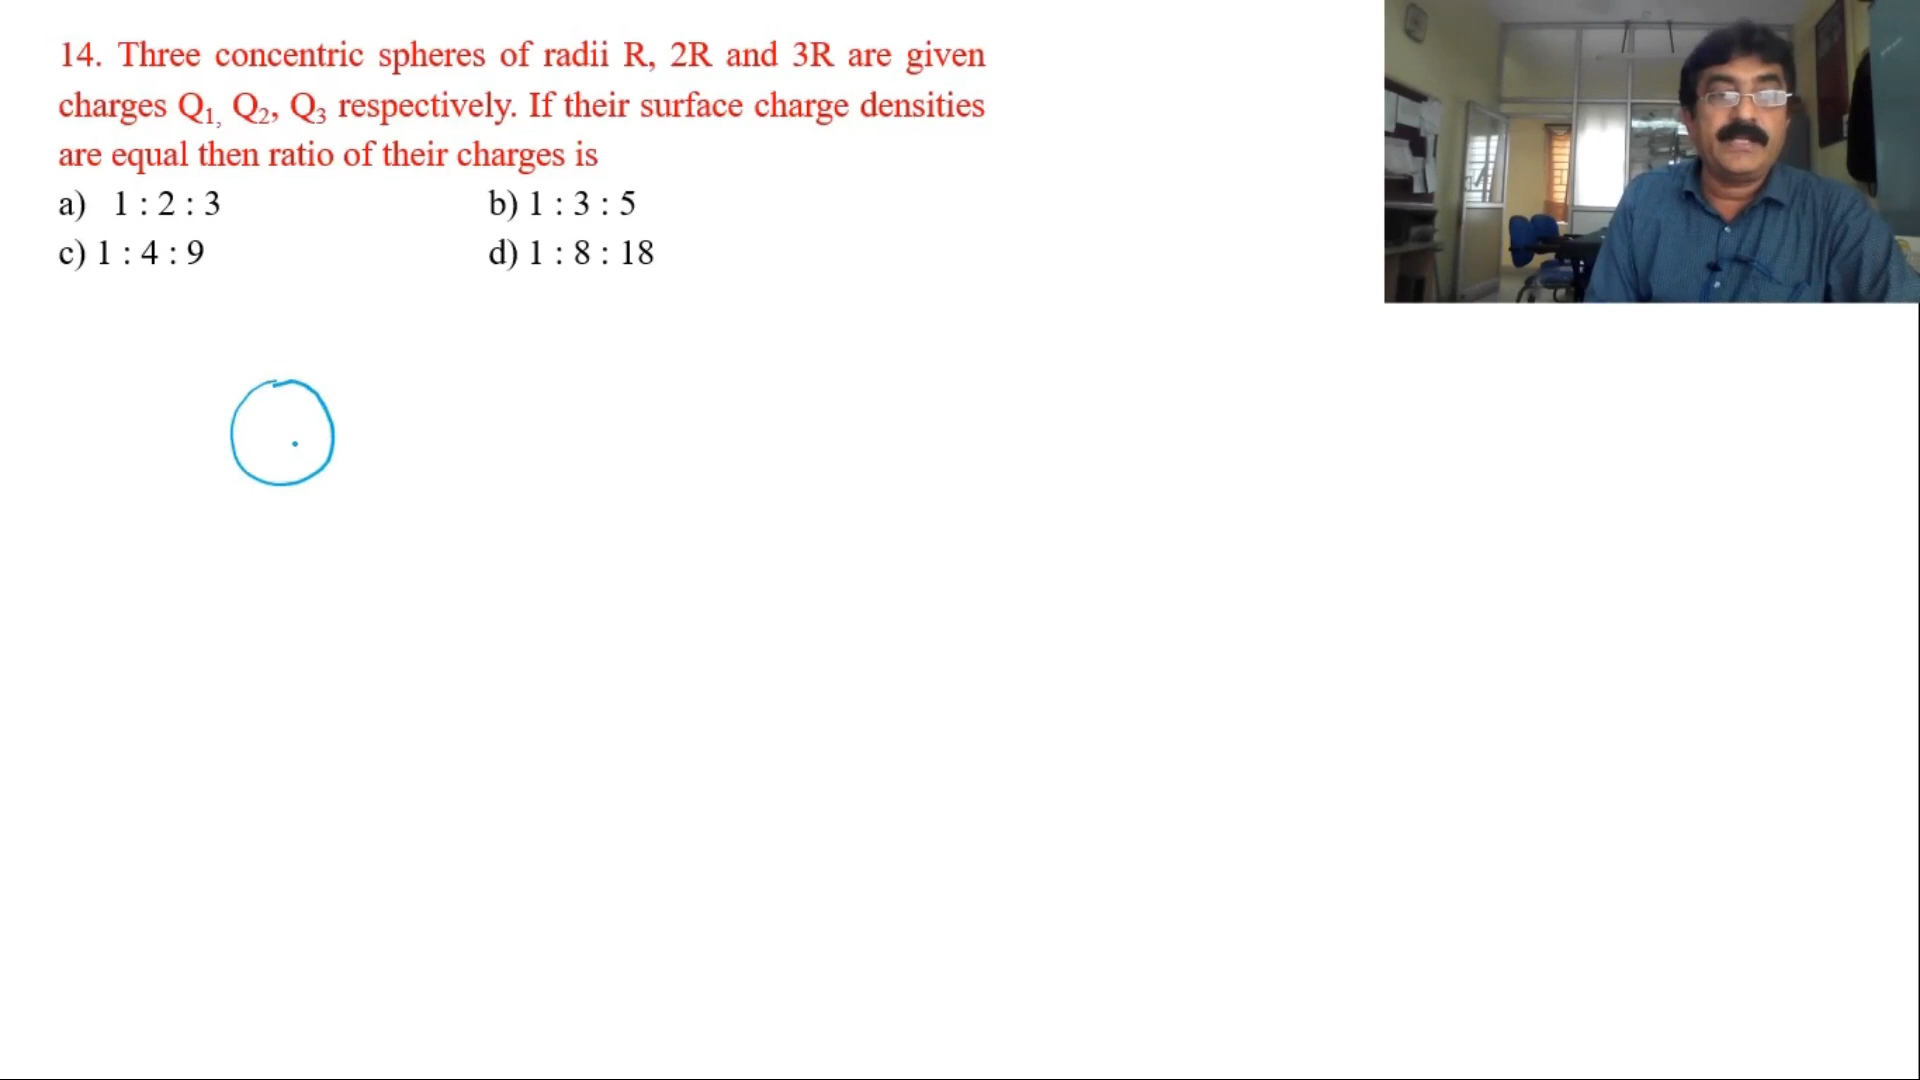 14. Three concentric spheres of radii R, 2R and 3R are given
charges Q₁, Q₂, Q₃ respectively. If their surface charge densities
are equal then ratio of their charges is
a) 1 : 2 : 3 b) 1 : 3 : 5
c) 1 : 4 : 9 d) 1 : 8 : 18